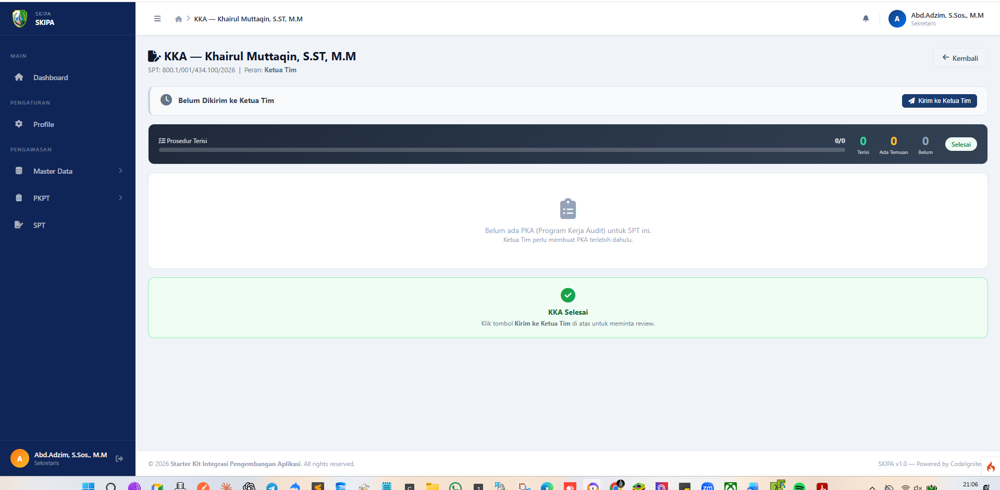 SKIPA
SKIPA
KKA — Khairul Muttaqin, S.ST, M.M
A
Abd.Adzim, S.Sos., M.M
Sekretaris
MAIN
Dashboard
PENGATURAN
Profile
PENGAWASAN
Master Data
PKPT
SPT
KKA — Khairul Muttaqin, S.ST, M.M
SPT: 800.1/001/434.100/2026 | Peran: Ketua Tim
Kembali
Belum Dikirim ke Ketua Tim
Kirim ke Ketua Tim
Prosedur Terisi
0/0
0
Terisi
0
Ada Temuan
0
Belum
Selesai
Belum ada PKA (Program Kerja Audit) untuk SPT ini.
Ketua Tim perlu membuat PKA terlebih dahulu.
KKA Selesai
Klik tombol Kirim ke Ketua Tim di atas untuk meminta review.
A
Abd.Adzim, S.Sos., M.M
Sekretaris
© 2026 Starter Kit Integrasi Pengembangan Aplikasi. All rights reserved.
SKIPA v1.0 — Powered by CodeIgniter
zm
21:06